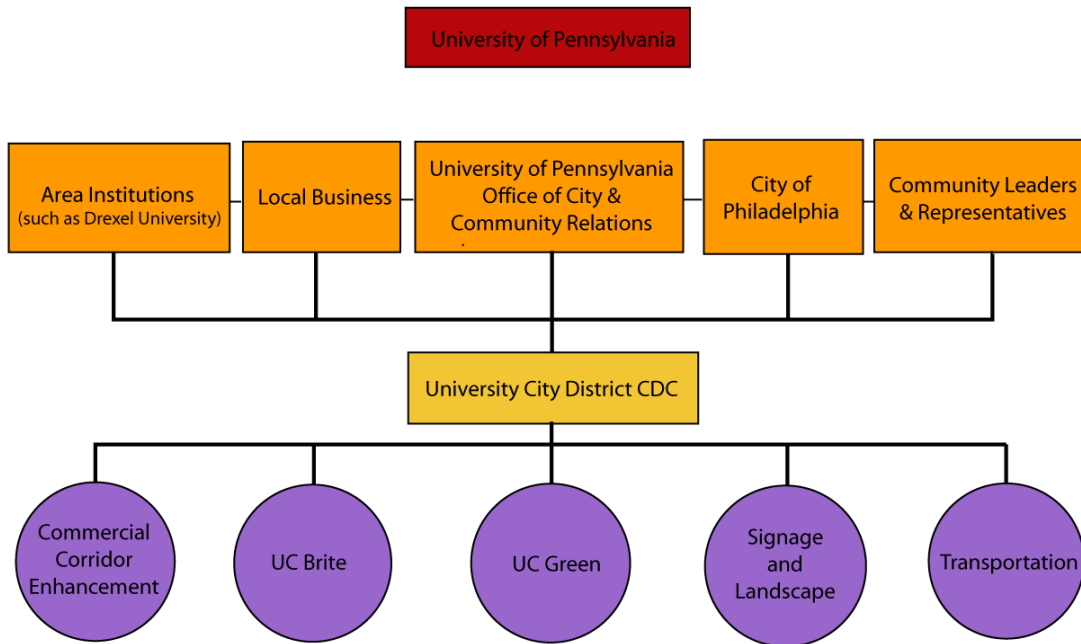 University of Pennsylvania
Area Institutions
(such as Drexel University)
Local Business
University of Pennsylvania
Office of City &
Community Relations
.
City of
Philadelphia
Community Leaders
& Representatives
University City District CDC
Commercial
Corridor
Enhancement
UC Brite
UC Green
Signage
and
Landscape
Transportation